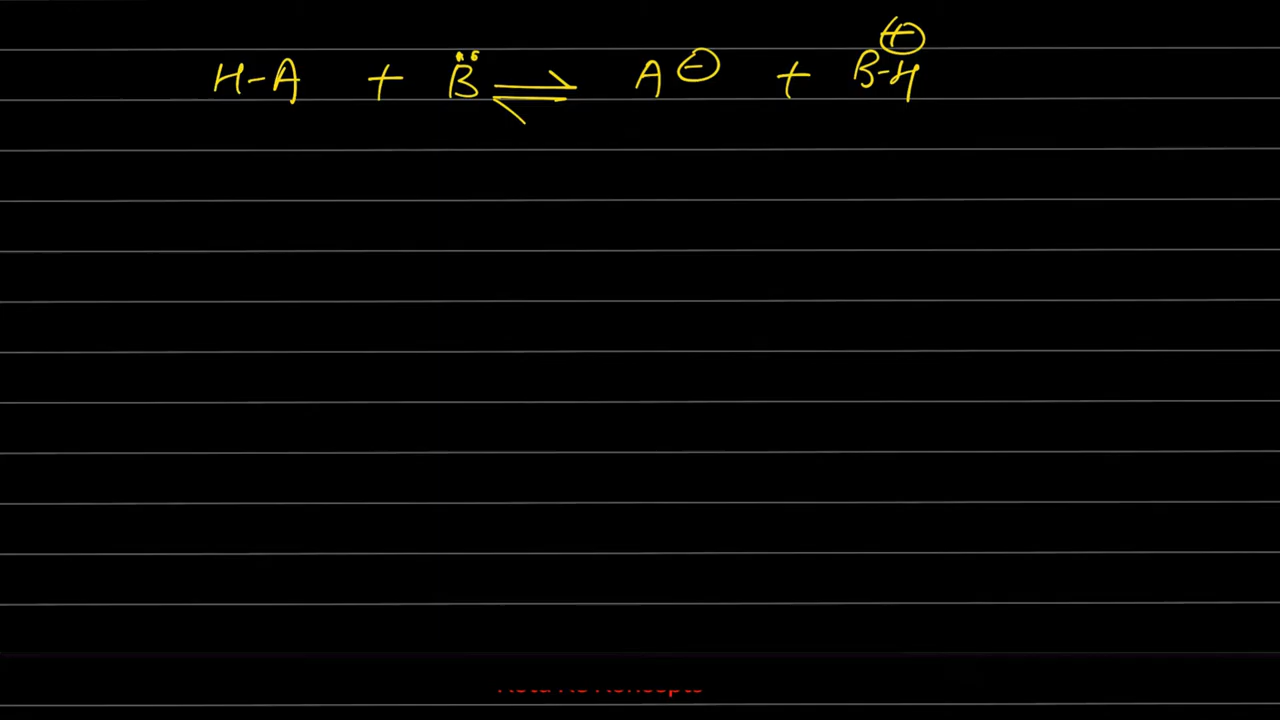 H-A + B̈ ⇌ A⊖ + B-H⊕